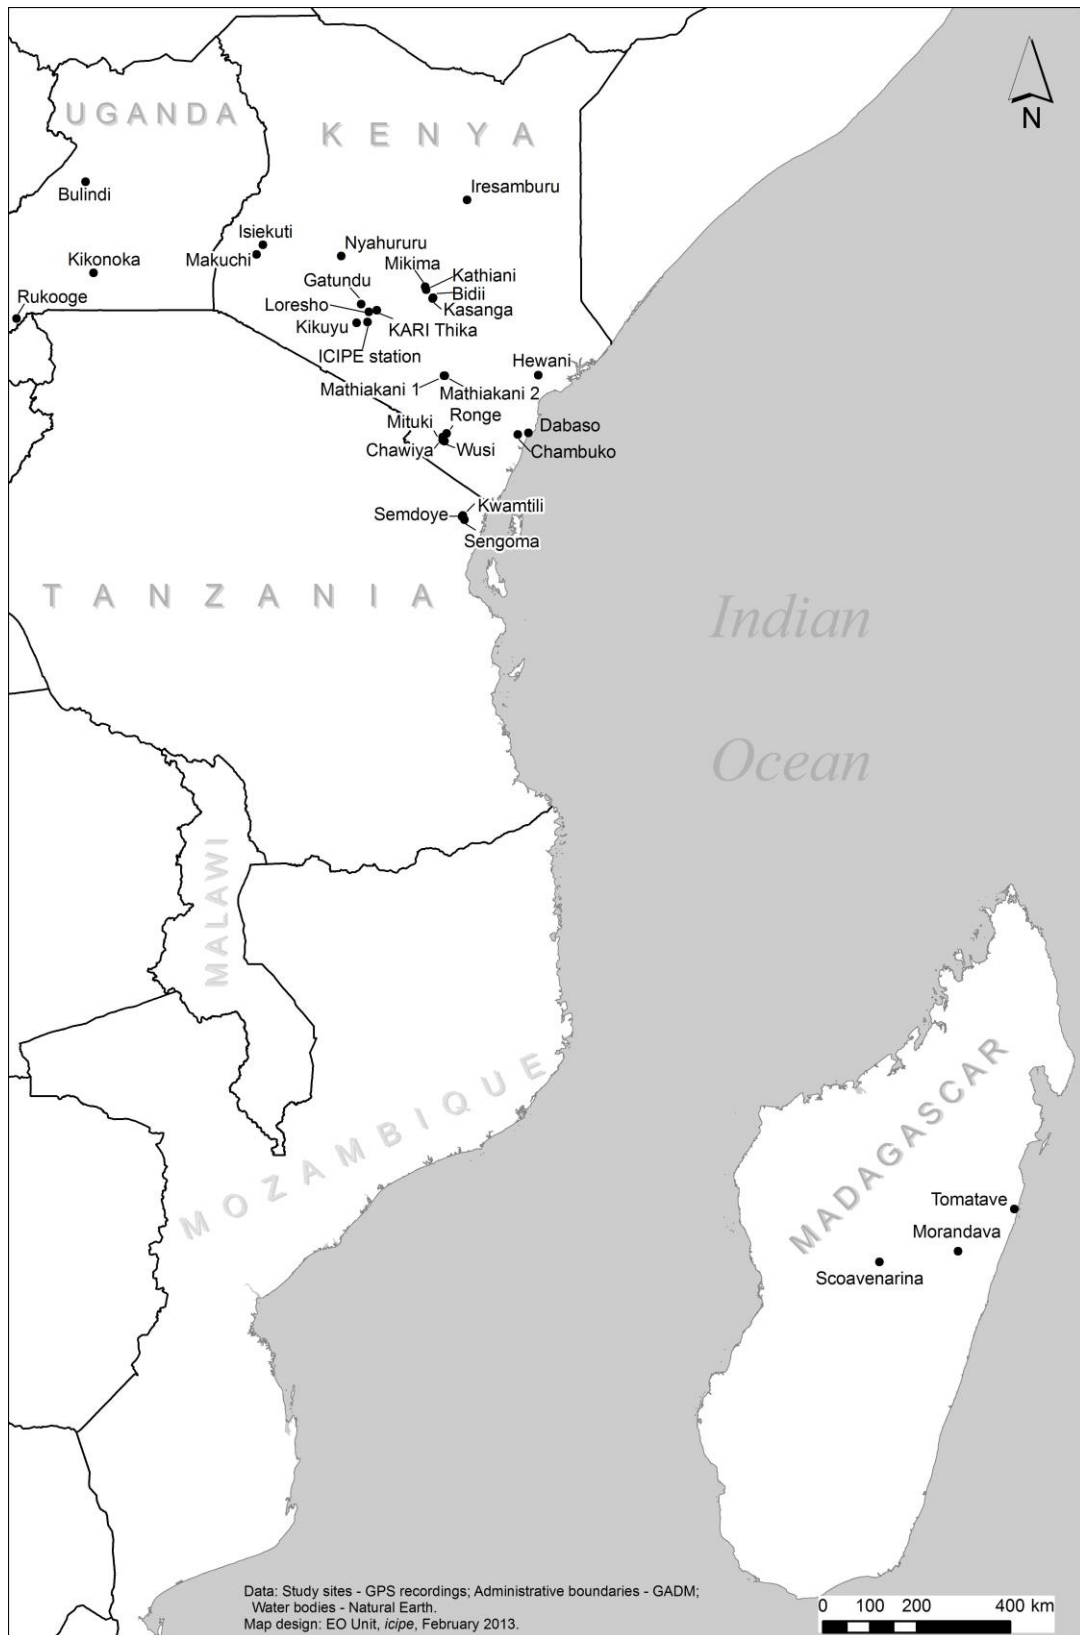 N
UGANDA
KENYA
Iresamburu
Bulindi
Isiekuti
Makuchi
Nyahururu
Kikonoka
Mikima
Kathiani
Gatundu
Bidii
Rukooge
Loresho
Kasanga
Kikuyu
KARI Thika
ICIPE station
Hewani
Mathiakani 1
Mathiakani 2
Mituki
Ronge
Dabaso
Chawiya
Wusi
Chambuko
Kwamtili
Semdoye
Sengoma
TANZANIA
Indian
Ocean
MALAWI
MOZAMBIQUE
MADAGASCAR
Tomatave
Morandava
Scoavenarina
Data: Study sites - GPS recordings; Administrative boundaries - GADM;
Water bodies - Natural Earth.
Map design: EO Unit, icipe, February 2013.
0 100 200 400 km